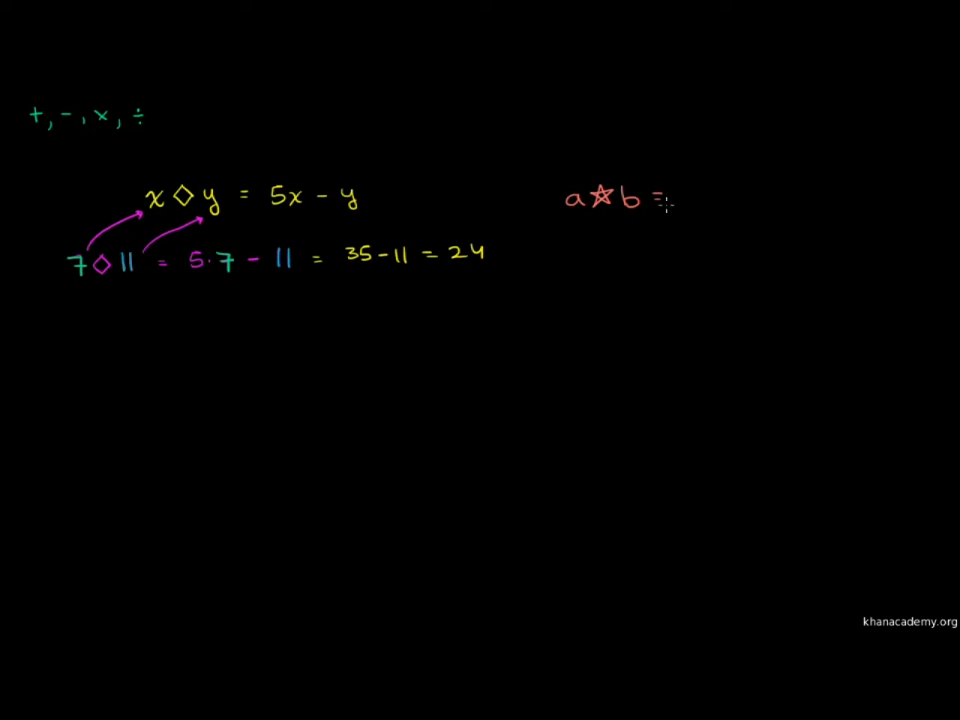 +, -, ×, ÷
x ◇ y = 5x - y
a ☆ b =
7 ◇ 11 = 5·7 - 11 = 35 - 11 = 24
khanacademy.org